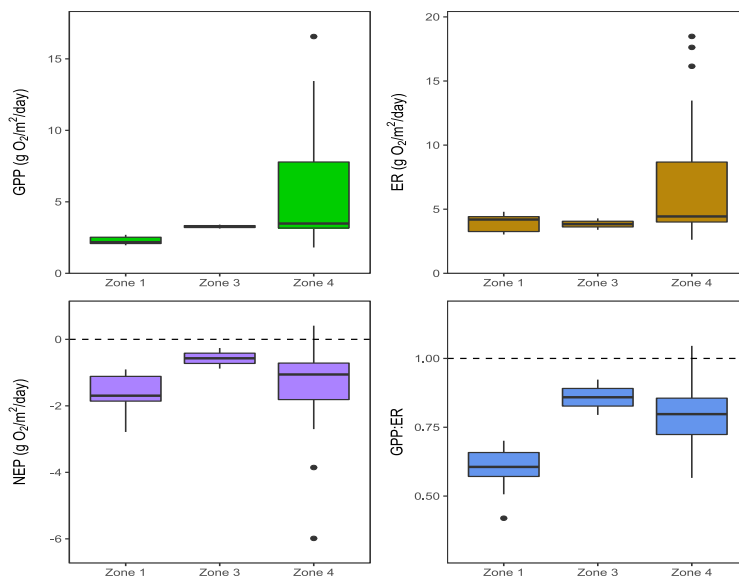 GPP (g O₂/m²/day)
15
10
5
0
Zone 1 Zone 3 Zone 4
ER (g O₂/m²/day)
20
15
10
5
0
Zone 1 Zone 3 Zone 4
NEP (g O₂/m²/day)
0
-2
-4
-6
Zone 1 Zone 3 Zone 4
GPP:ER
1.00
0.75
0.50
Zone 1 Zone 3 Zone 4